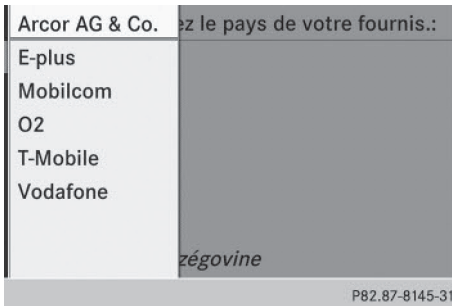 Arcor AG & Co. ez le pays de votre fournis.:
E-plus
Mobilcom
O2
T-Mobile
Vodafone
zégovine
P82.87-8145-31